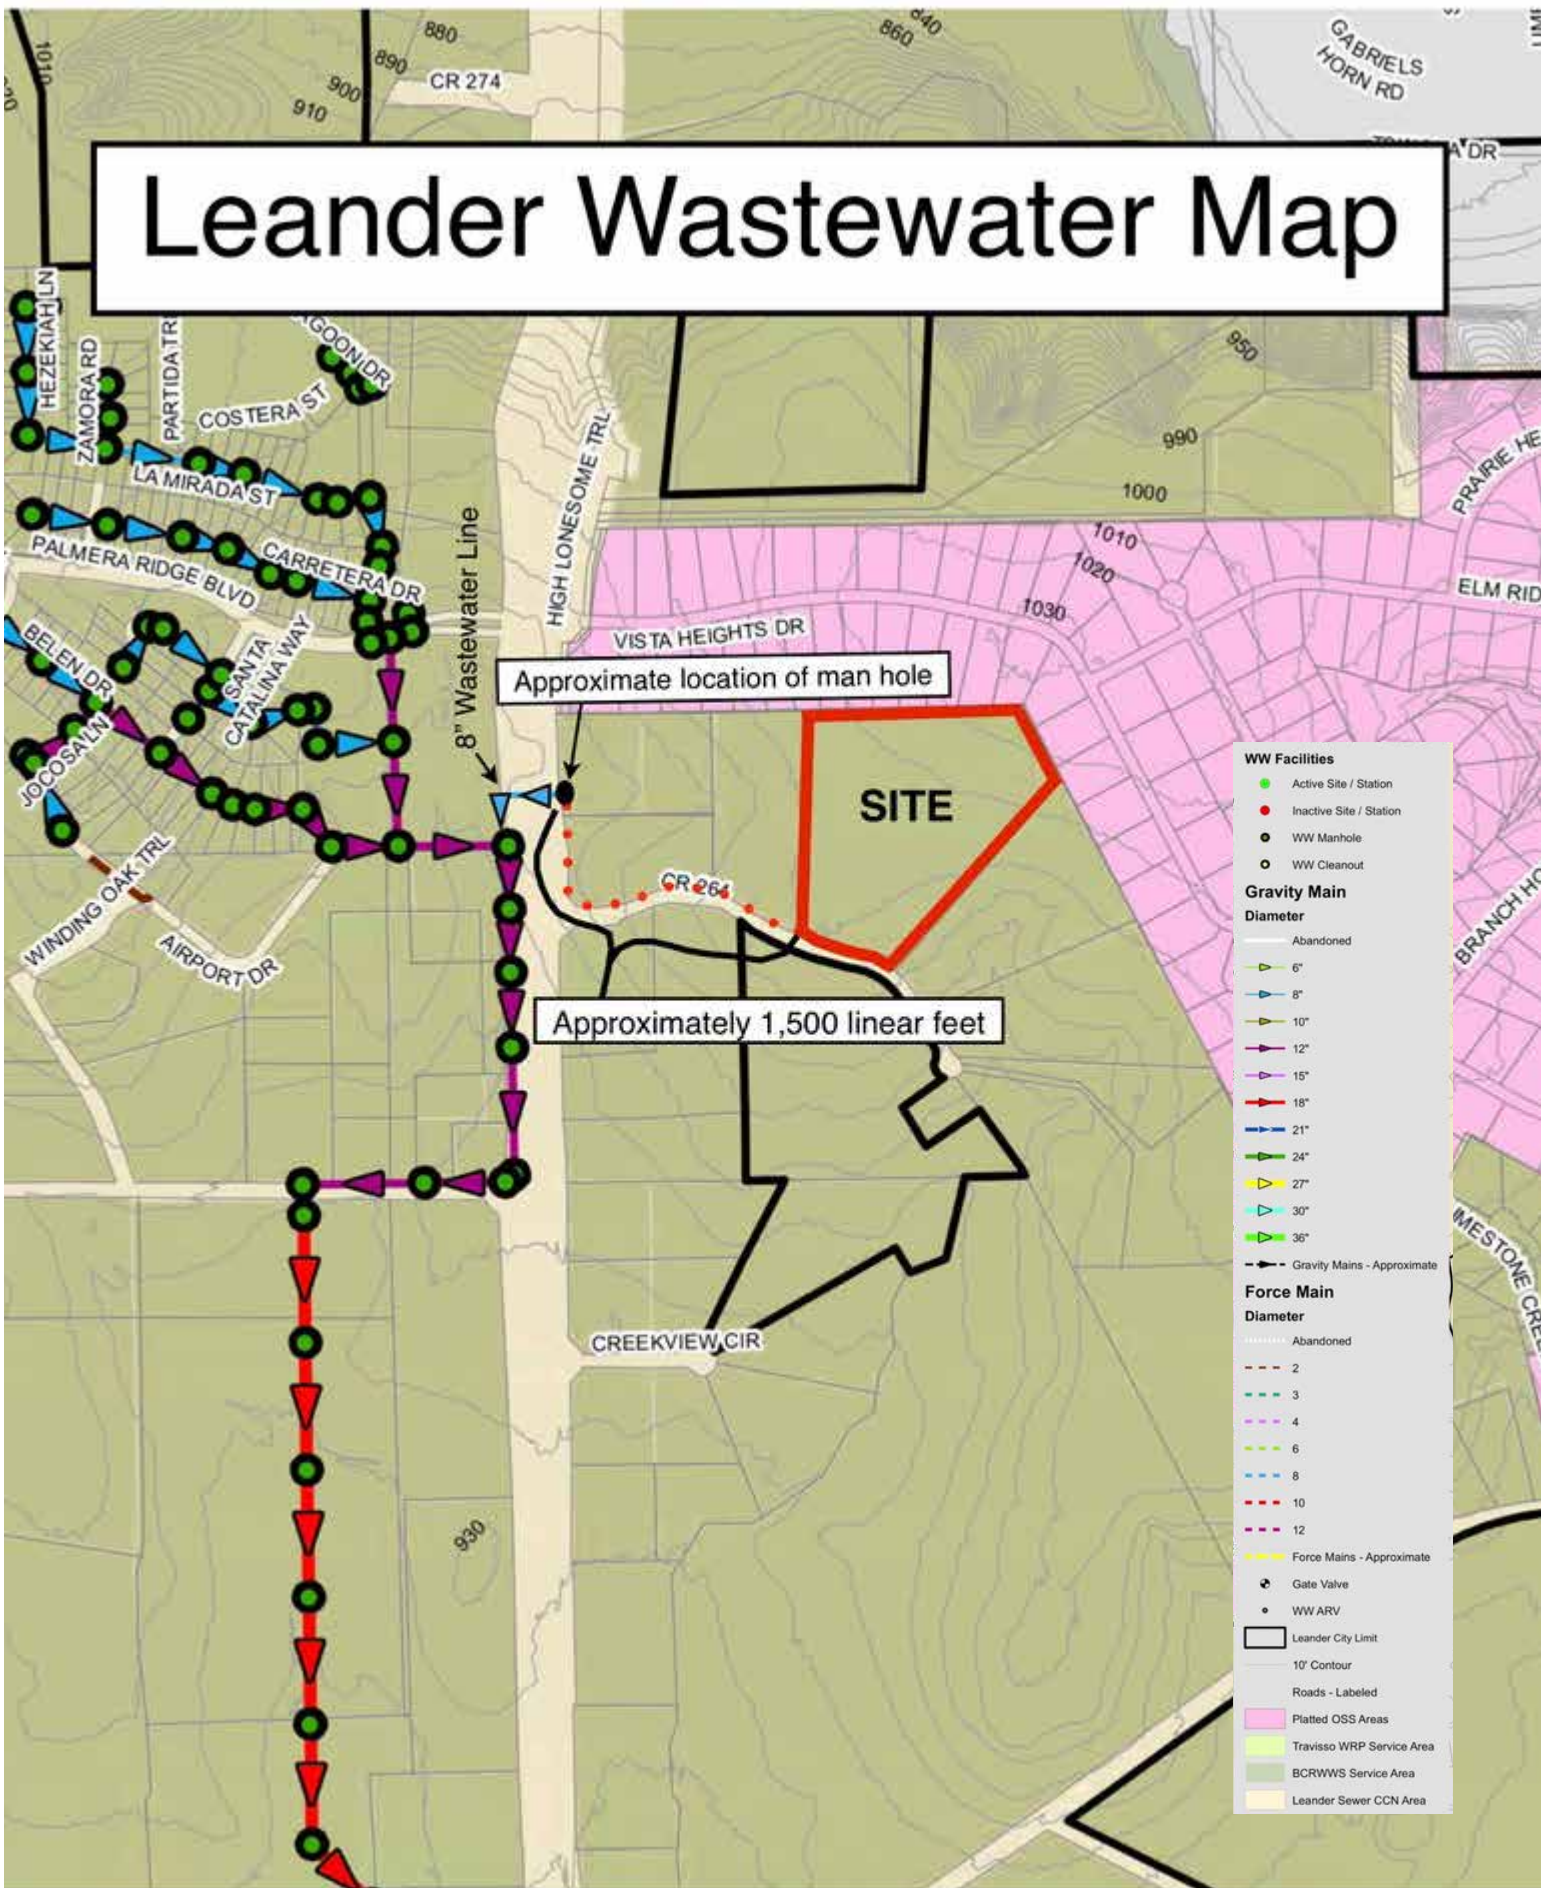 840
860
880
890
900
910
1010
CR 274
GABRIELS
HORN RD
A DR
Leander Wastewater Map
HEZEKIAH LN
ZAMORA RD
PARTIDA TRL
COSTERA ST
LA MIRADA ST
950
990
1000
1010
1020
1030
HIGH LONESOME TRL
PALMERA RIDGE BLVD
CARRETERA DR
8" Wastewater Line
ELM RID
PRAIRIE HE
VISTA HEIGHTS DR
BELEN DR
SANTA
CATALINA WAY
JOCOSA LN
Approximate location of man hole
SITE
CR 264
WINDING OAK TRL
AIRPORT DR
BRANCH HO
Approximately 1,500 linear feet
CREEKVIEW CIR
930
MESTONE CREE
WW Facilities
Active Site / Station
Inactive Site / Station
WW Manhole
WW Cleanout
Gravity Main
Diameter
Abandoned
6"
8"
10"
12"
15"
18"
21"
24"
27"
30"
36"
Gravity Mains - Approximate
Force Main
Diameter
Abandoned
2
3
4
6
8
10
12
Force Mains - Approximate
Gate Valve
WW ARV
Leander City Limit
10' Contour
Roads - Labeled
Platted OSS Areas
Travisso WRP Service Area
BCRWWS Service Area
Leander Sewer CCN Area